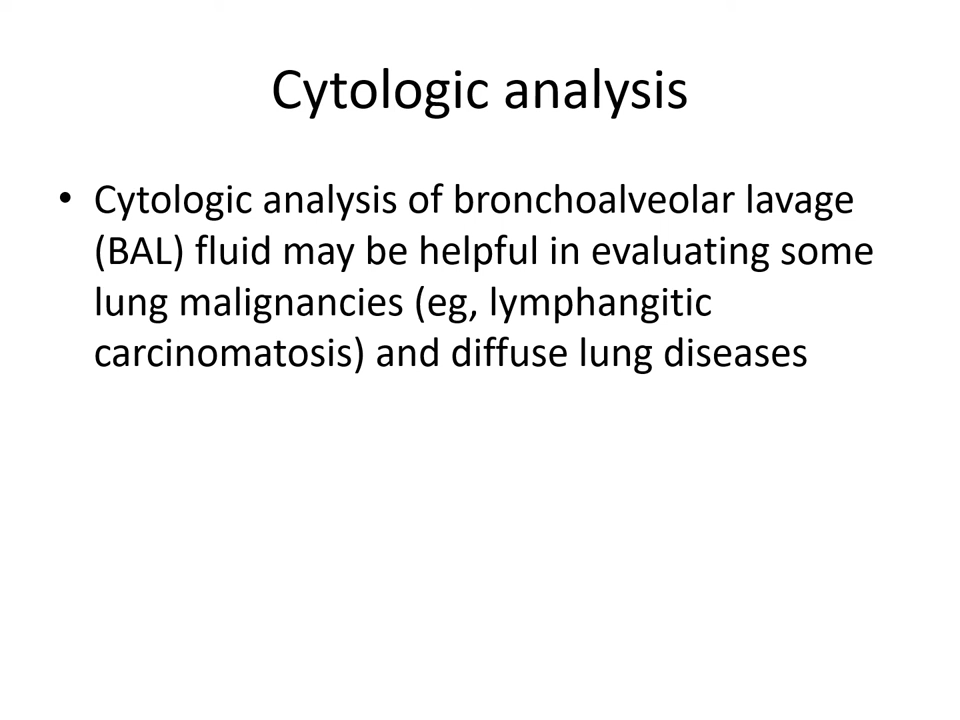 Cytologic analysis
• Cytologic analysis of bronchoalveolar lavage
(BAL) fluid may be helpful in evaluating some
lung malignancies (eg, lymphangitic
carcinomatosis) and diffuse lung diseases